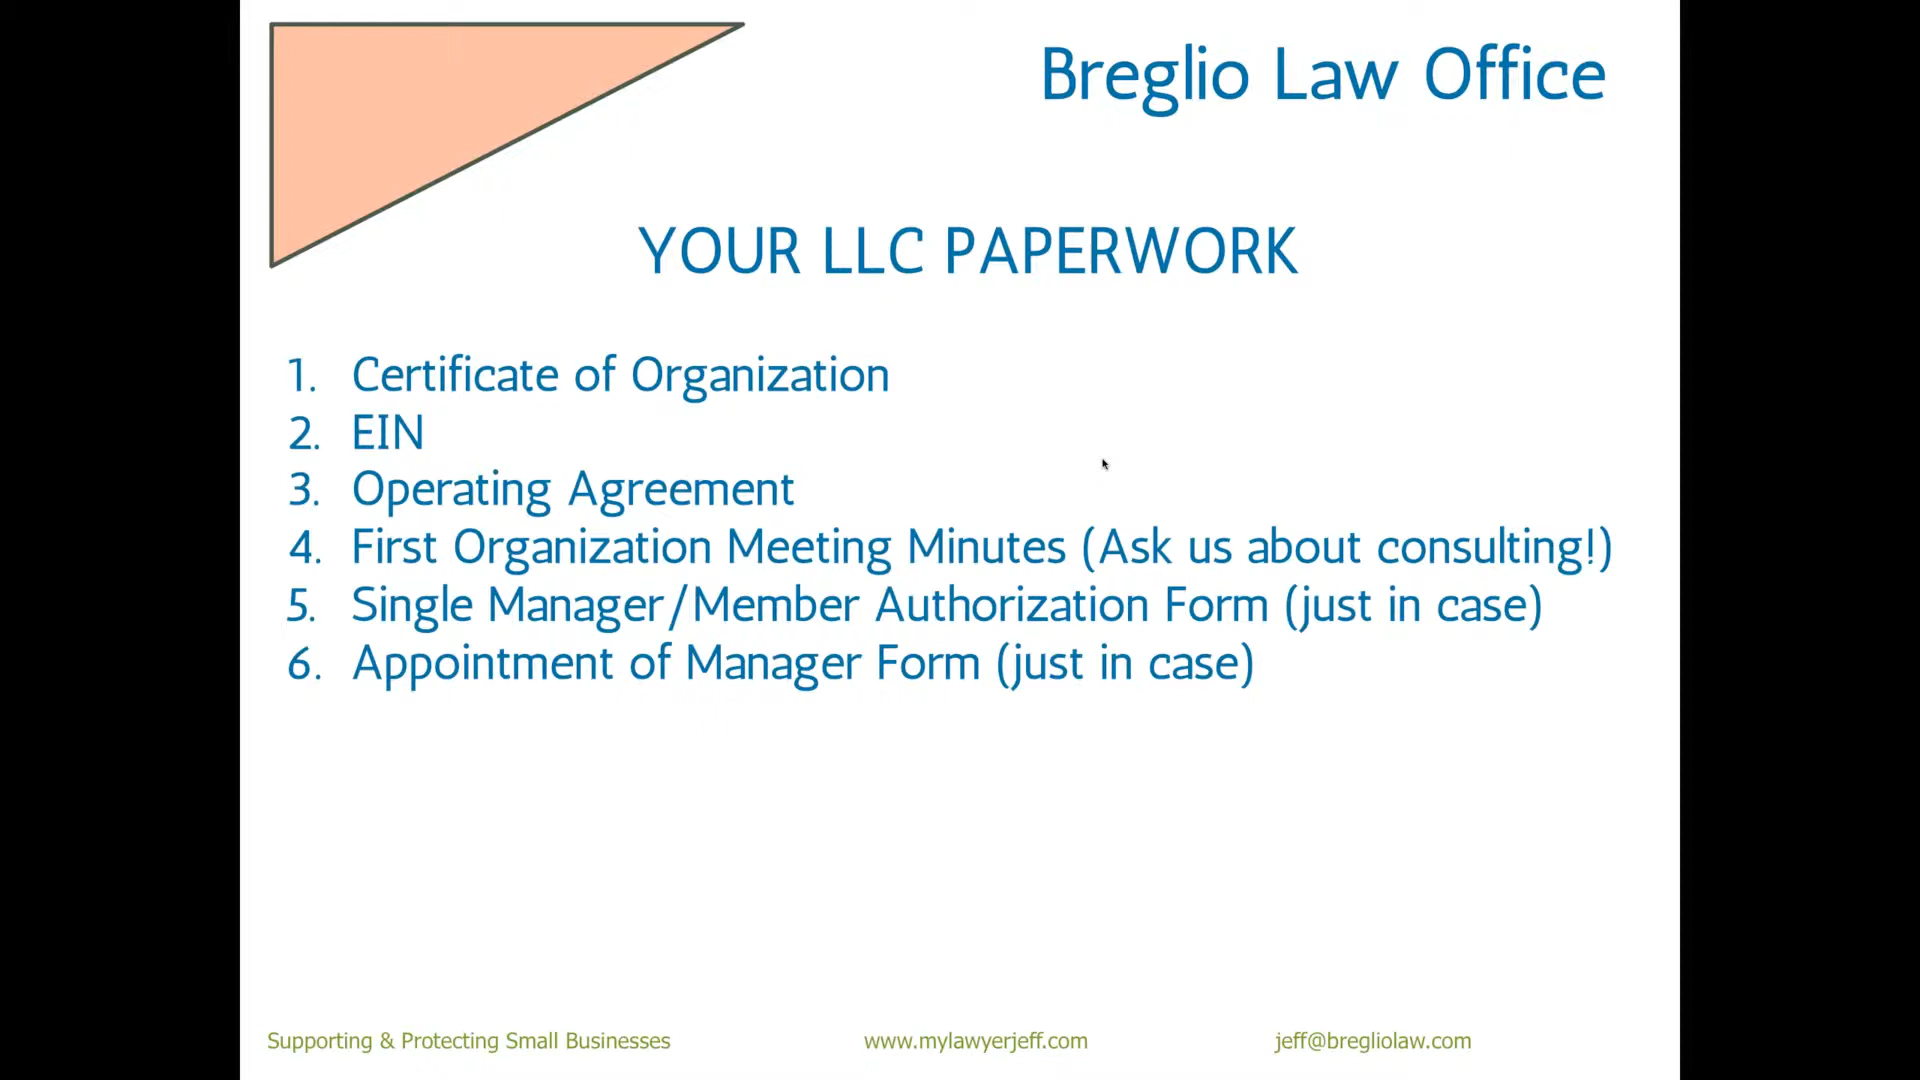 Breglio Law Office
YOUR LLC PAPERWORK
1. Certificate of Organization
2. EIN
3. Operating Agreement
4. First Organization Meeting Minutes (Ask us about consulting!)
5. Single Manager/Member Authorization Form (just in case)
6. Appointment of Manager Form (just in case)
Supporting & Protecting Small Businesses
www.mylawyerjeff.com
jeff@bregliolaw.com